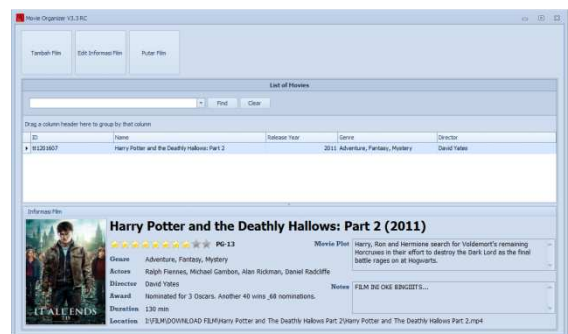 Movie Organizer V3.3 RC
Tambah Film
Edit Informasi Film
Putar Film
List of Movies
Find
Clear
Drag a column header here to group by that column
ID
Name
Release Year
Genre
Director
tt1201607
Harry Potter and the Deathly Hallows: Part 2
2011
Adventure, Fantasy, Mystery
David Yates
Informasi Film
Harry Potter and the Deathly Hallows: Part 2 (2011)
PG-13
Genre Adventure, Fantasy, Mystery
Actors Ralph Fiennes, Michael Gambon, Alan Rickman, Daniel Radcliffe
Director David Yates
Award Nominated for 3 Oscars. Another 40 wins ,68 nominations.
Duration 130 min
Location I:\FILM\DOWNLOAD FILM\Harry Potter and The Deathly Hallows Part 2\Harry Potter and The Deathly Hallows Part 2.mp4
Movie Plot
Harry, Ron and Hermione search for Voldemort's remaining
Horcruxes in their effort to destroy the Dark Lord as the final
battle rages on at Hogwarts.
Notes
FILM INI OKE BINGIITS...
IT ALL ENDS